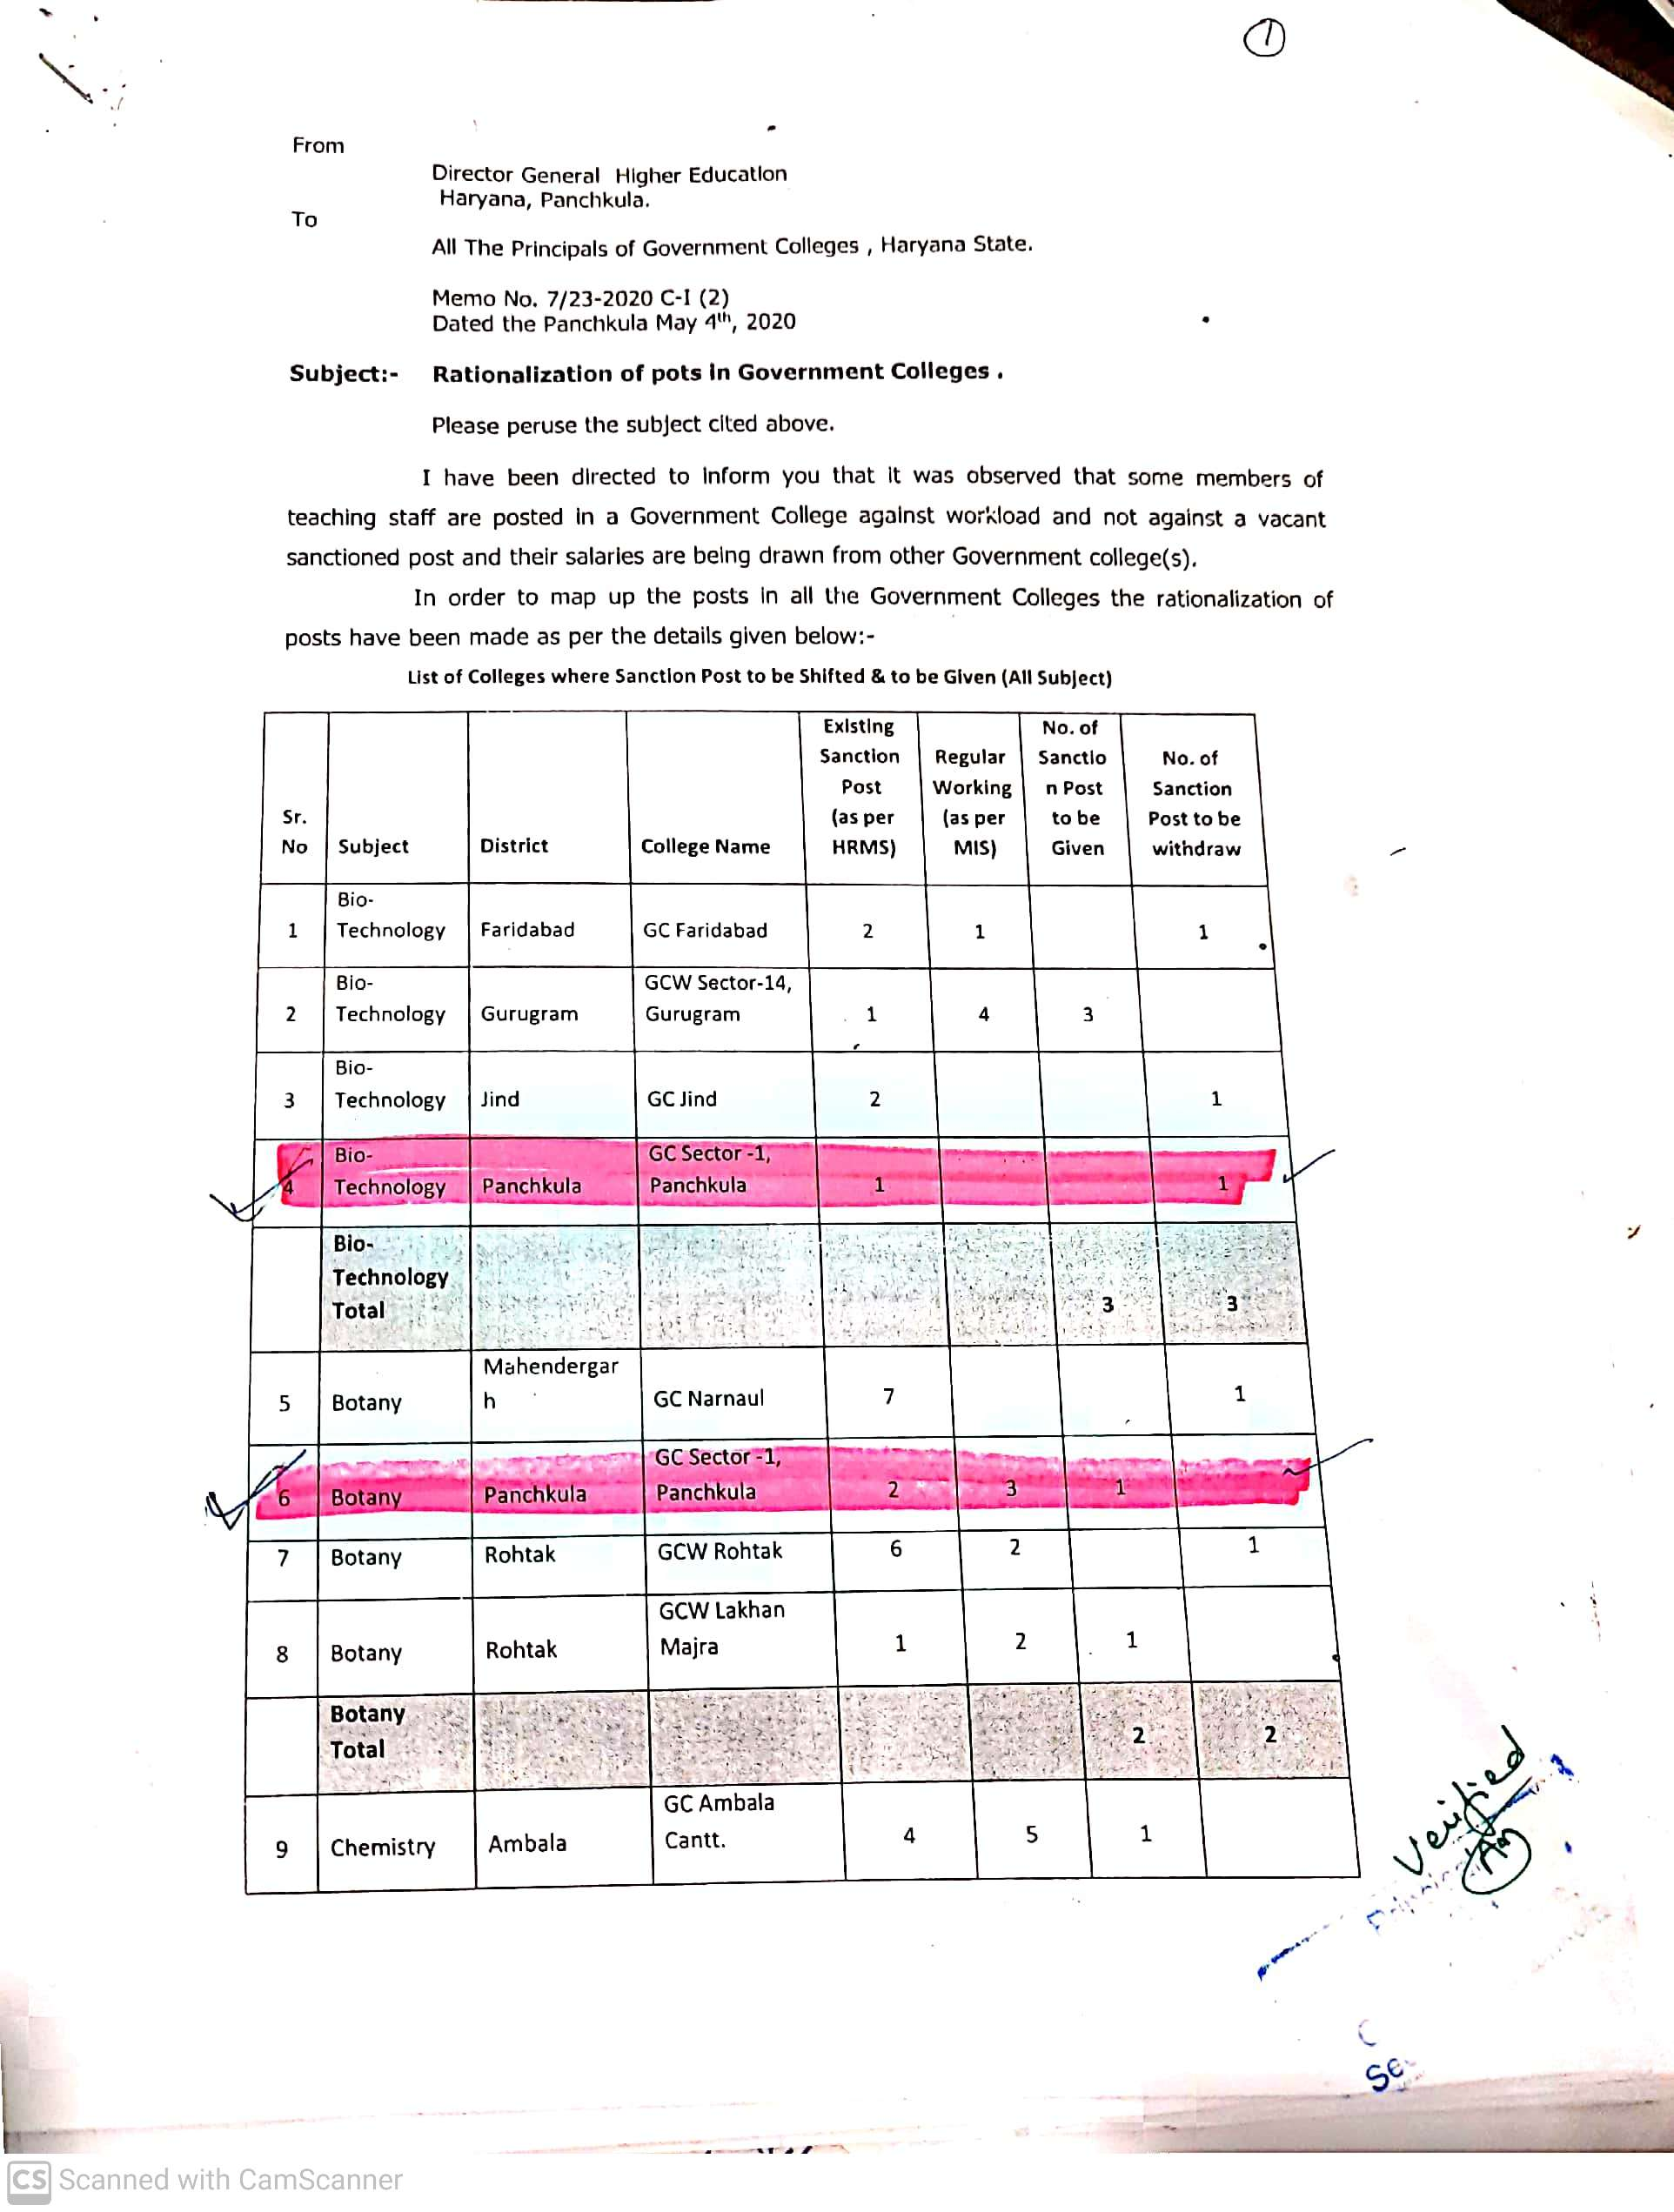 1
From
Director General Higher Education
Haryana, Panchkula.
To
All The Principals of Government Colleges , Haryana State.
Memo No. 7/23-2020 C-I (2)
Dated the Panchkula May 4th, 2020
Subject:- Rationalization of pots in Government Colleges .
Please peruse the subject cited above.
I have been directed to inform you that it was observed that some members of
teaching staff are posted in a Government College against workload and not against a vacant
sanctioned post and their salaries are being drawn from other Government college(s).
In order to map up the posts in all the Government Colleges the rationalization of
posts have been made as per the details given below:-
List of Colleges where Sanction Post to be Shifted & to be Given (All Subject)
Sr. No Subject District College Name Existing Sanction Post (as per HRMS) Regular Working (as per MIS) No. of Sanctio n Post to be Given No. of Sanction Post to be withdraw
1 Bio-Technology Faridabad GC Faridabad 2 1 1
2 Bio-Technology Gurugram GCW Sector-14, Gurugram 1 4 3
3 Bio-Technology Jind GC Jind 2 1
4 Bio-Technology Panchkula GC Sector -1, Panchkula 1 1
Bio-Technology Total 3 3
5 Botany Mahendergar h GC Narnaul 7 1
6 Botany Panchkula GC Sector -1, Panchkula 2 3 1
7 Botany Rohtak GCW Rohtak 6 2 1
8 Botany Rohtak GCW Lakhan Majra 1 2 1
Botany Total 2 2
9 Chemistry Ambala GC Ambala Cantt. 4 5 1
Verified
CS Scanned with CamScanner